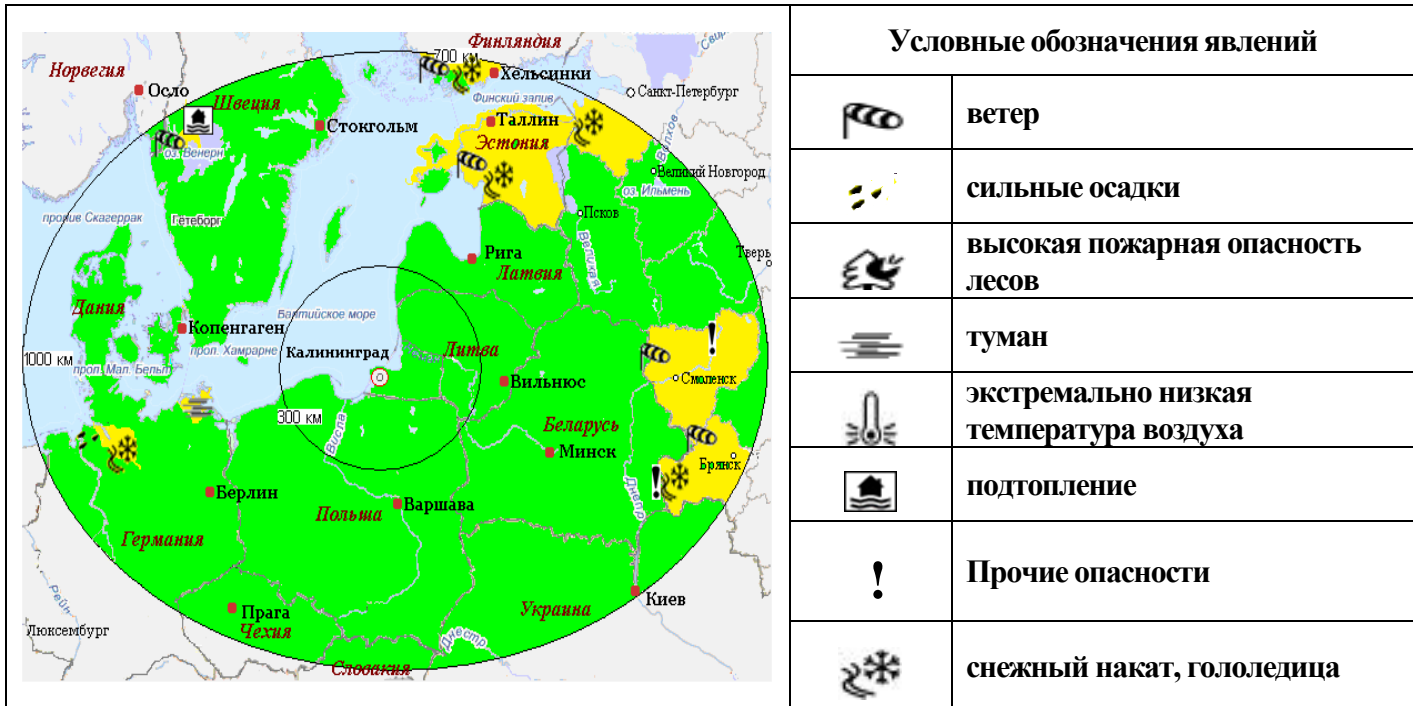 Норвегия
Осло
Швеция
оз. Венерн
Стокгольм
Финляндия
700 км
Хельсинки
Финский залив
Санкт-Петербург
Таллин
Эстония
Волхов
Великий Новгород
оз. Ильмень
Псков
Великая
Тверь
пролив Скагеррак
Гётеборг
Рига
Латвия
Дания
Копенгаген
Балтийское море
1000 км
прол. Хамрарне
прол. Мал. Бельт
Калининград
Литва
Вильнюс
Смоленск
300 км
Висла
Беларусь
Минск
Брянск
Днепр
Берлин
Польша
Варшава
Германия
Рейн
Люксембург
Прага
Чехия
Украина
Киев
Днестр
Словакия
Условные обозначения явлений
ветер
сильные осадки
высокая пожарная опасность
лесов
туман
экстремально низкая
температура воздуха
подтопление
!
Прочие опасности
снежный накат, гололедица